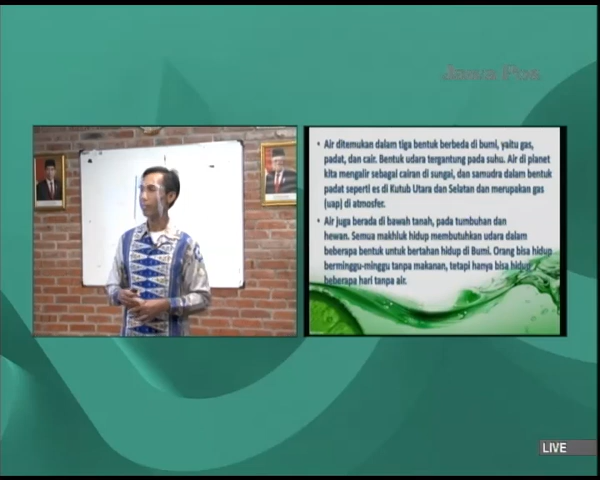 Jawa Pos
• Air ditemukan dalam tiga bentuk berbeda di bumi, yaitu gas,
padat, dan cair. Bentuk udara tergantung pada suhu. Air di planet
kita mengalir sebagai cairan di sungai, dan samudra dalam bentuk
padat seperti es di Kutub Utara dan Selatan dan merupakan gas
(uap) di atmosfer.
• Air juga berada di bawah tanah, pada tumbuhan dan
hewan. Semua makhluk hidup membutuhkan udara dalam
beberapa bentuk untuk bertahan hidup di Bumi. Orang bisa hidup
berminggu-minggu tanpa makanan, tetapi hanya bisa hidup
beberapa hari tanpa air.
LIVE